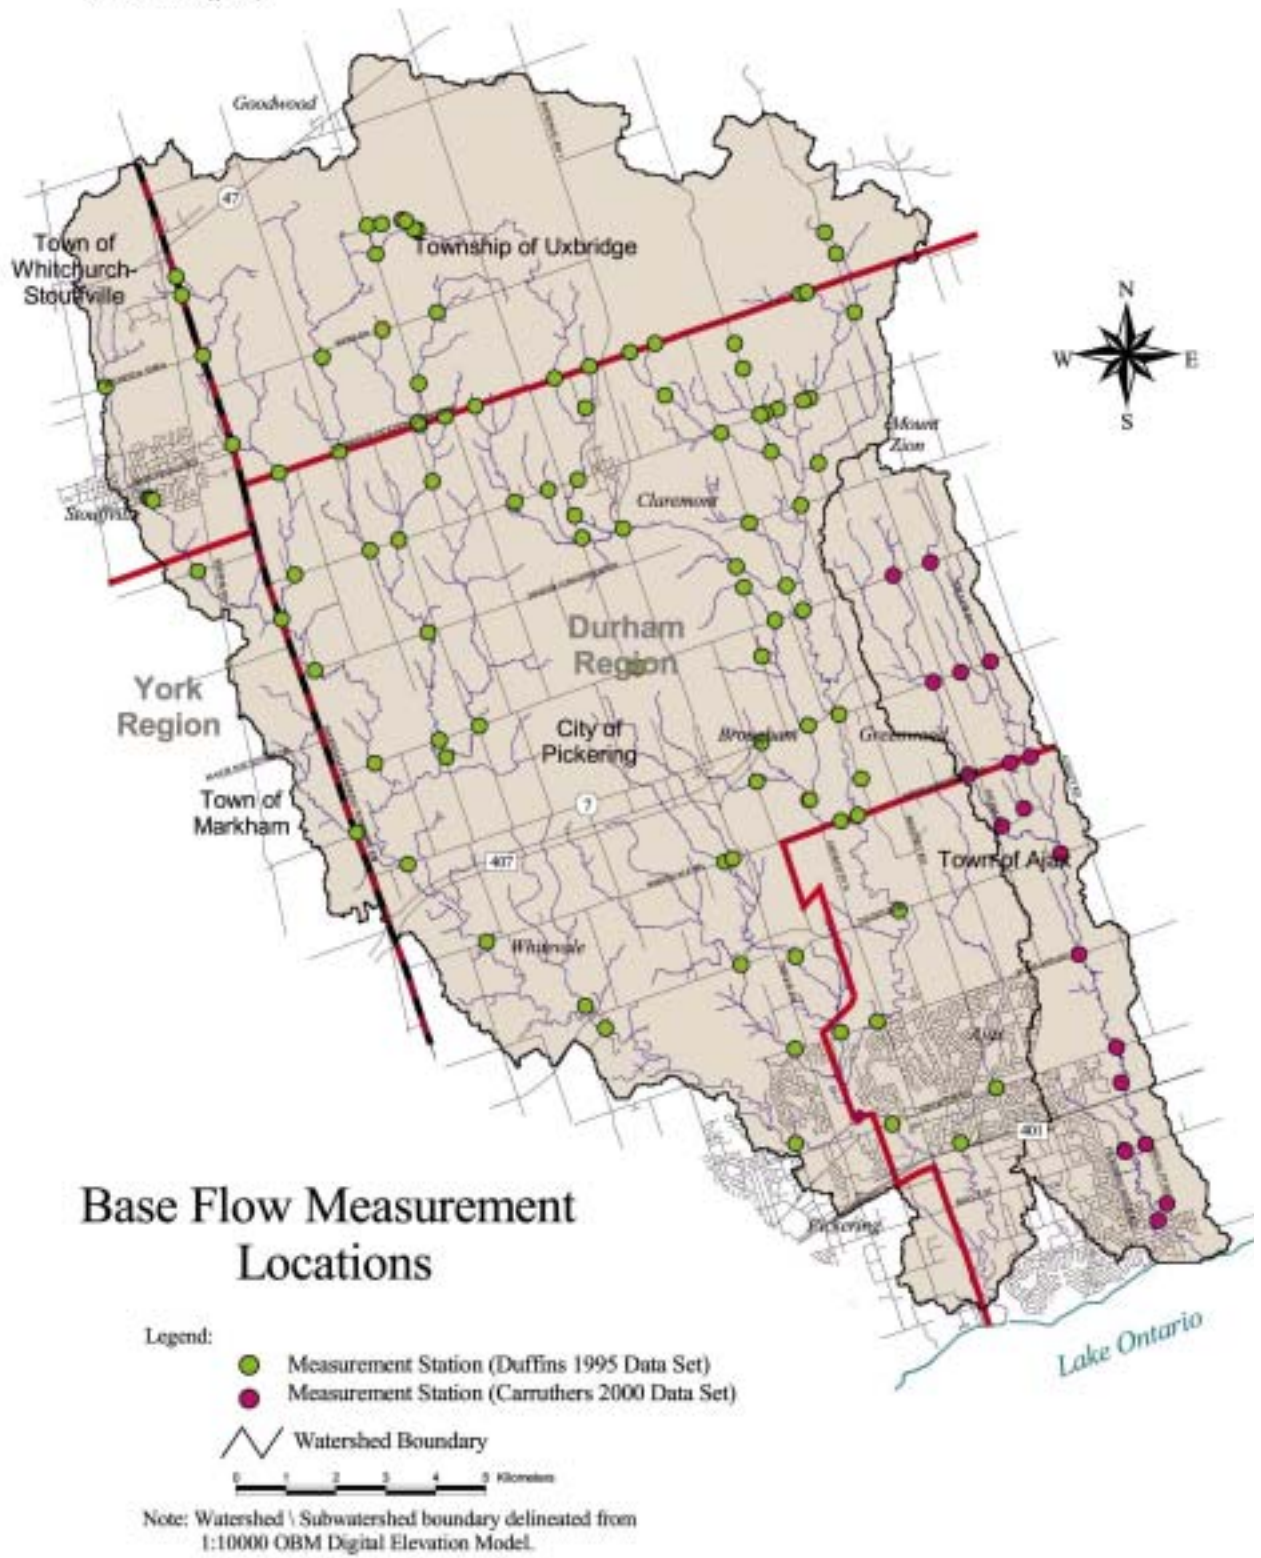 Goodwood
47
Town of
Whitchurch-
Stouffville
Township of Uxbridge
N
W
E
S
Mount
Zion
Stouffville
Claremont
Durham
Region
York
Region
City of
Pickering
Brougham
Greenwood
Town of
Markham
7
407
Town of Ajax
Whitevale
Ajax
401
Pickering
Base Flow Measurement
Locations
Lake Ontario
Legend:
Measurement Station (Duffins 1995 Data Set)
Measurement Station (Carruthers 2000 Data Set)
Watershed Boundary
0 1 2 3 4 5 Kilometers
Note: Watershed \ Subwatershed boundary delineated from
1:10000 OBM Digital Elevation Model.